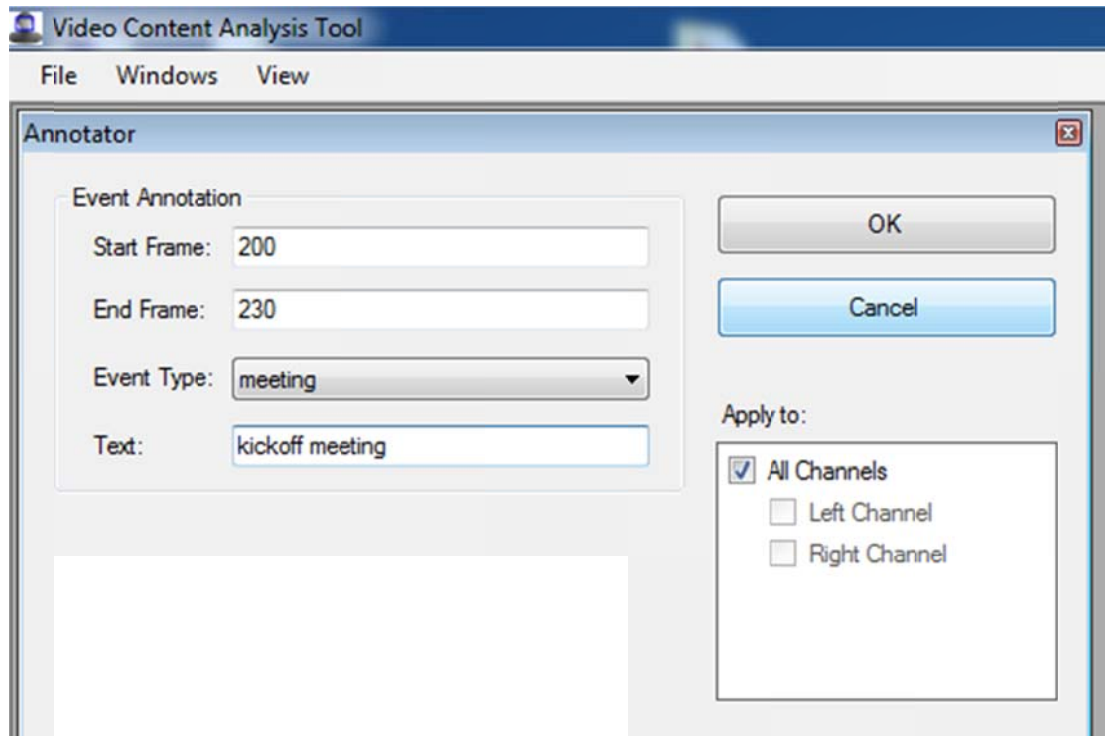 Video Content Analysis Tool
File Windows View
Annotator
Event Annotation
Start Frame: 200
End Frame: 230
Event Type: meeting
Text: kickoff meeting
OK
Cancel
Apply to:
All Channels
Left Channel
Right Channel